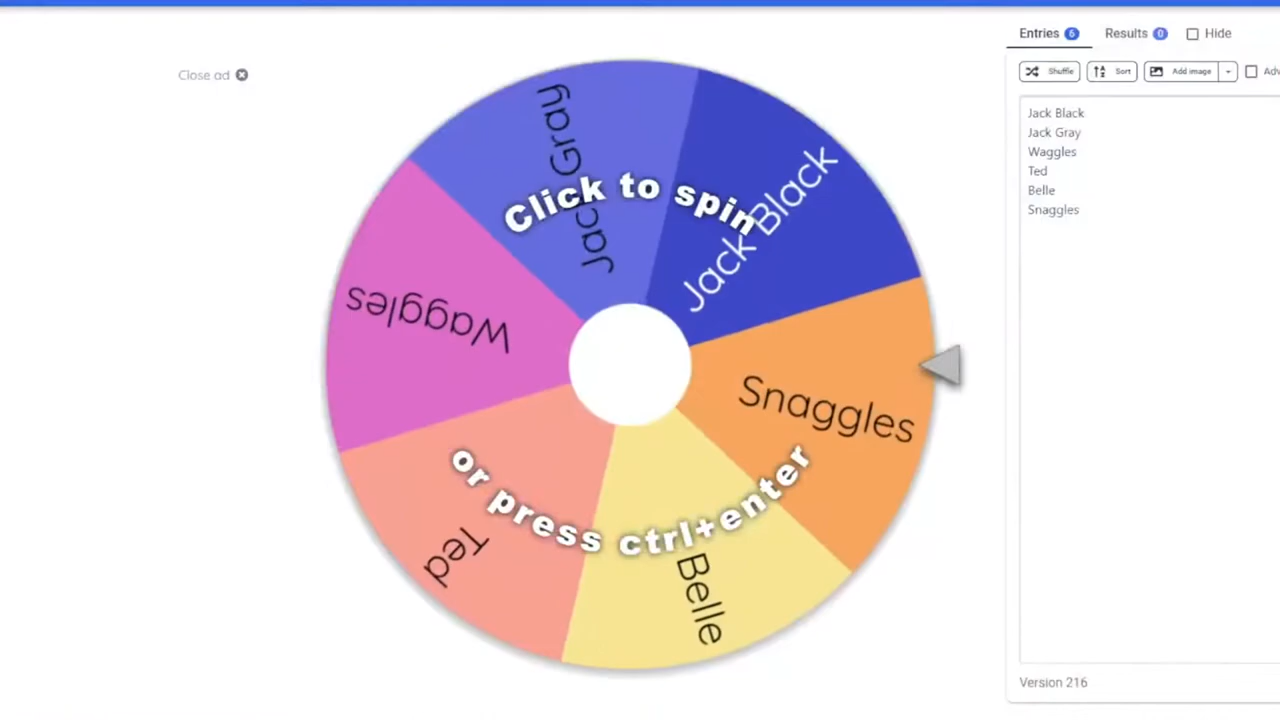 Entries 6 Results 0 Hide
Close ad
Shuffle Sort Add image Adv
Jack Black
Jack Gray
Waggles
Ted
Belle
Snaggles
Jack Gray
Jack Black
Click to spin
Waggles
Snaggles
or press ctrl+enter
Ted
Belle
Version 216